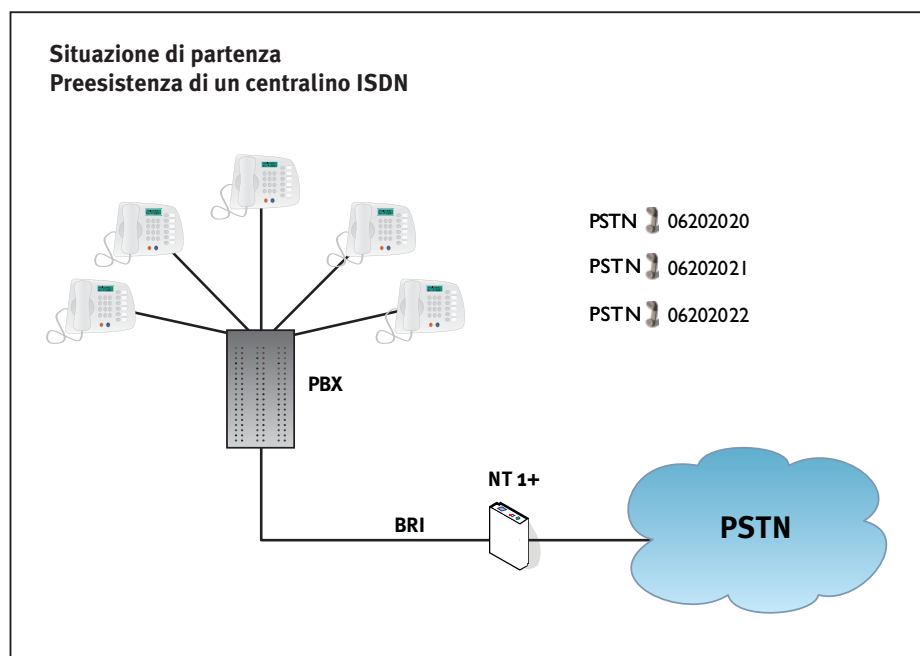 Situazione di partenza
Preesistenza di un centralino ISDN
PSTN 06202020
PSTN 06202021
PSTN 06202022
PBX
NT 1+
BRI
PSTN